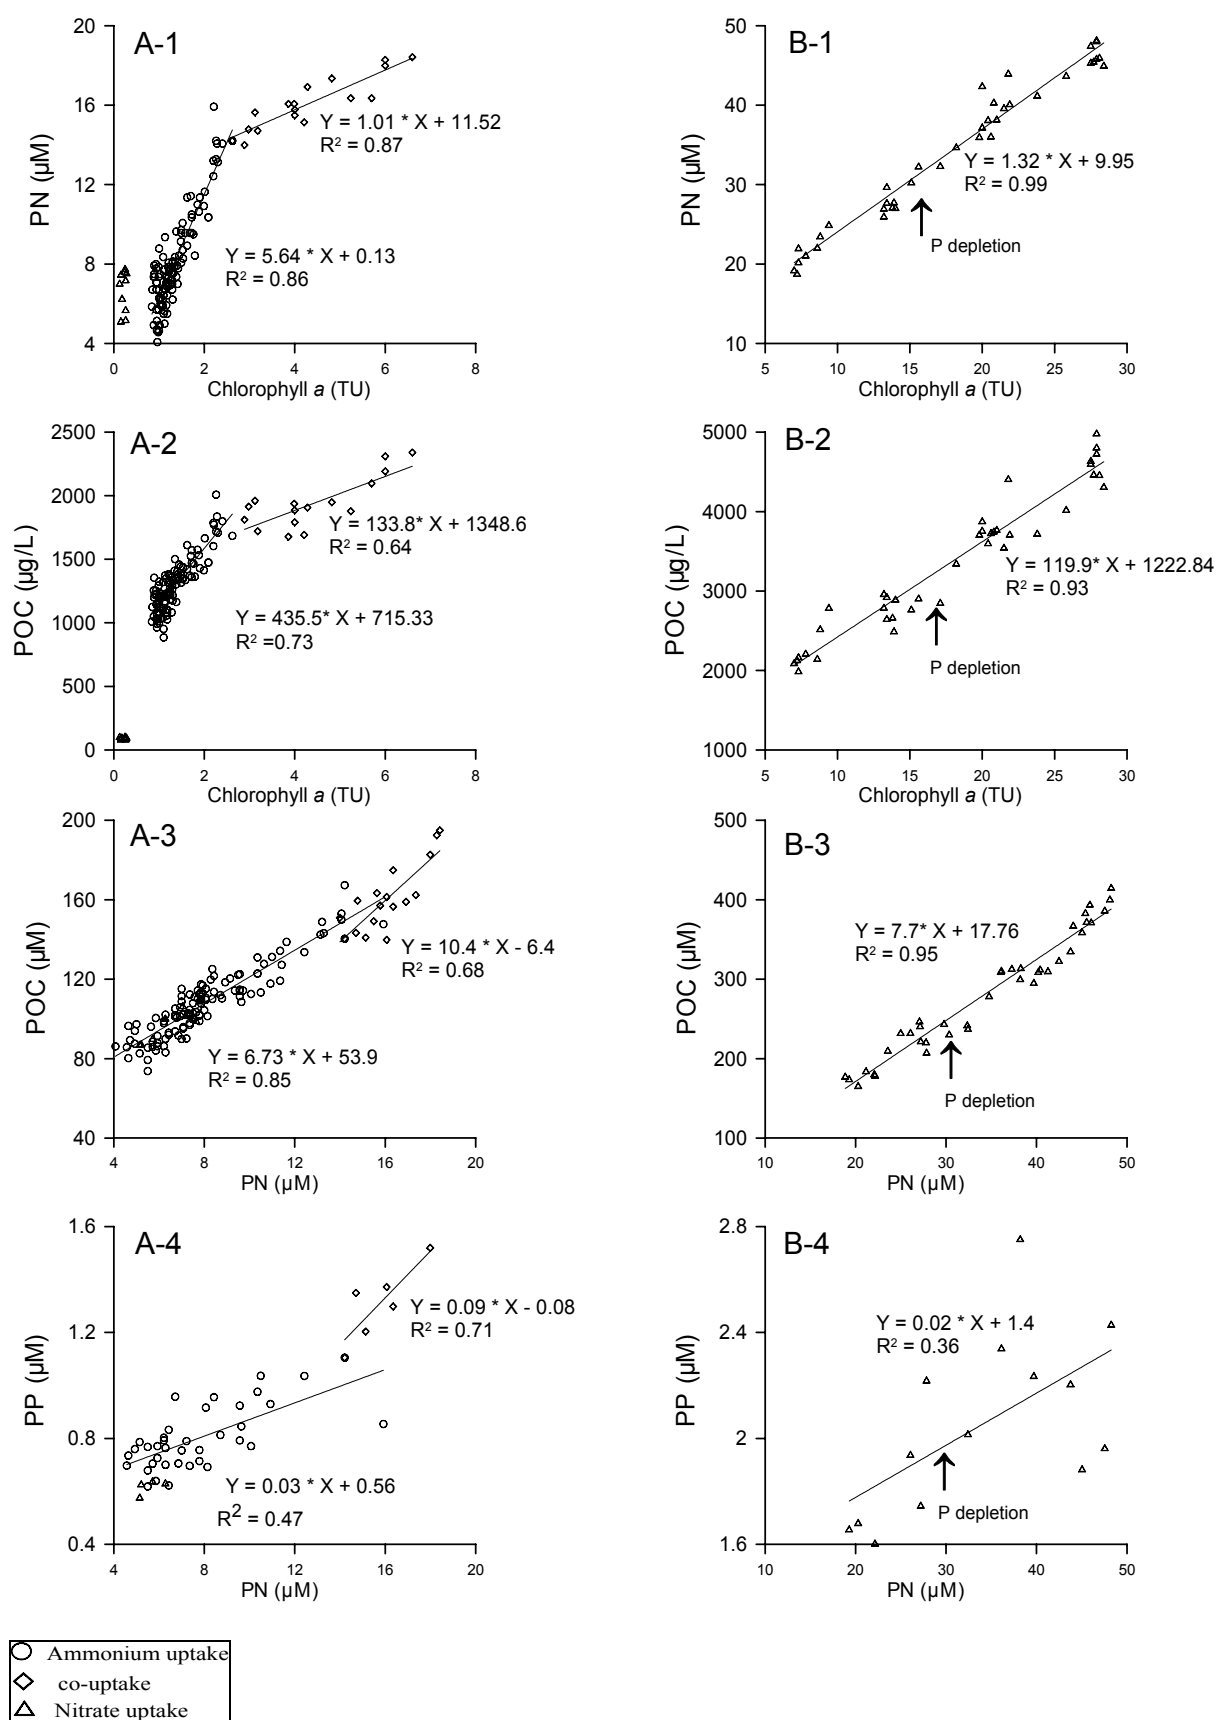 A-1
20
16
12
8
4
PN (µM)
Y = 1.01 * X + 11.52
R² = 0.87
Y = 5.64 * X + 0.13
R² = 0.86
0 2 4 6 8
Chlorophyll a (TU)
B-1
50
40
30
20
10
PN (µM)
Y = 1.32 * X + 9.95
R² = 0.99
P depletion
5 10 15 20 25 30
Chlorophyll a (TU)
A-2
2500
2000
1500
1000
500
0
POC (µg/L)
Y = 133.8* X + 1348.6
R² = 0.64
Y = 435.5* X + 715.33
R² =0.73
0 2 4 6 8
Chlorophyll a (TU)
B-2
5000
4000
3000
2000
1000
POC (µg/L)
Y = 119.9* X + 1222.84
R² = 0.93
P depletion
5 10 15 20 25 30
Chlorophyll a (TU)
A-3
200
160
120
80
40
POC (µM)
Y = 10.4 * X - 6.4
R² = 0.68
Y = 6.73 * X + 53.9
R² = 0.85
4 8 12 16 20
PN (µM)
B-3
500
400
300
200
100
POC (µM)
Y = 7.7* X + 17.76
R² = 0.95
P depletion
10 20 30 40 50
PN (µM)
A-4
1.6
1.2
0.8
0.4
PP (µM)
Y = 0.09 * X - 0.08
R² = 0.71
Y = 0.03 * X + 0.56
R² = 0.47
4 8 12 16 20
PN (µM)
B-4
2.8
2.4
2
1.6
PP (µM)
Y = 0.02 * X + 1.4
R² = 0.36
P depletion
10 20 30 40 50
PN (µM)
Ammonium uptake
co-uptake
Nitrate uptake